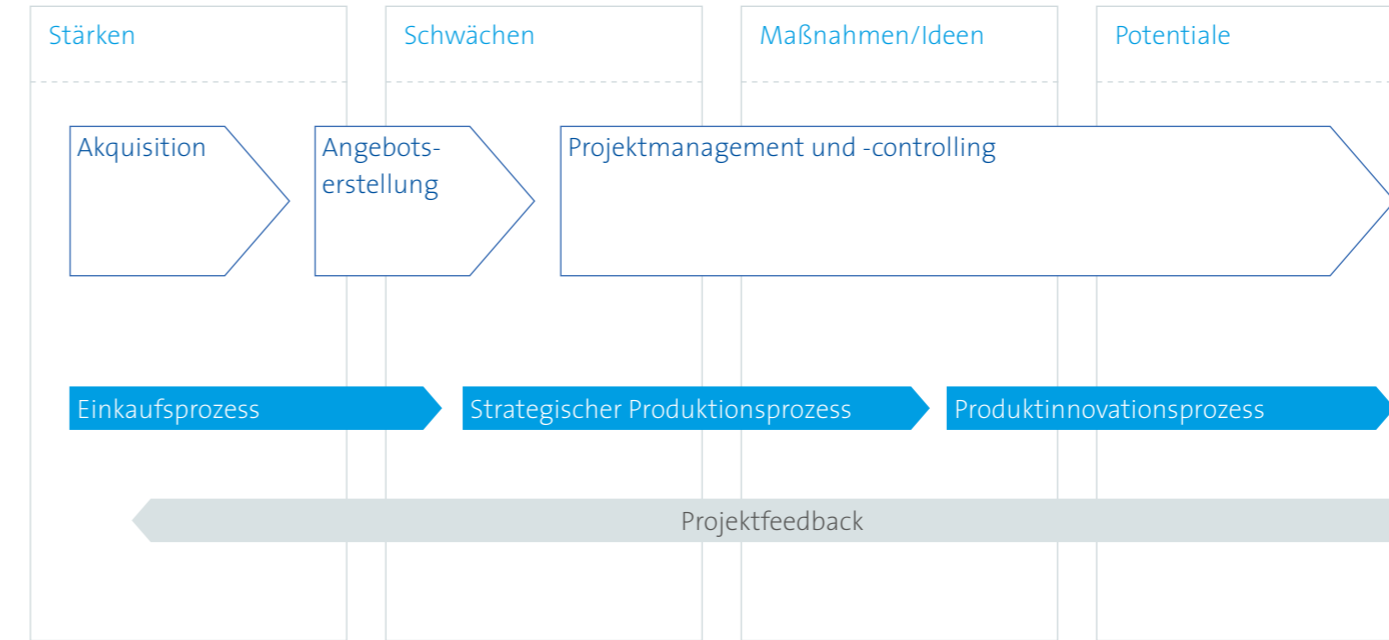 Stärken
Schwächen
Maßnahmen/Ideen
Potentiale
Akquisition
Angebots-
erstellung
Projektmanagement und -controlling
Einkaufsprozess
Strategischer Produktionsprozess
Produktinnovationsprozess
Projektfeedback